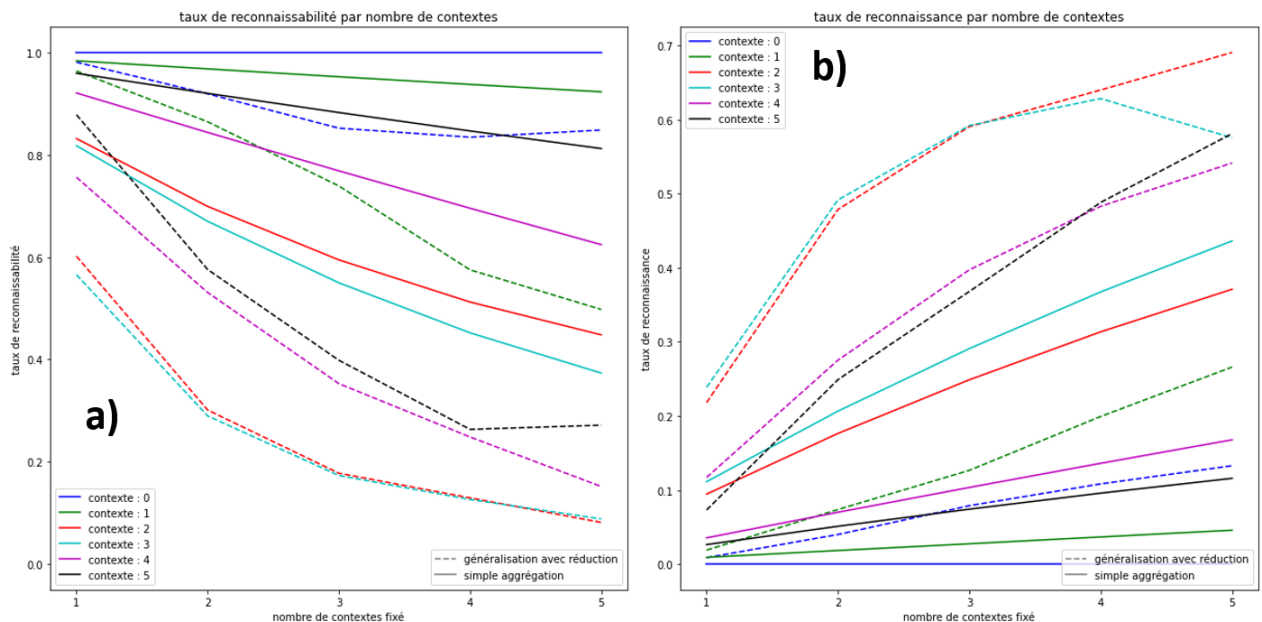 taux de reconnaissabilité par nombre de contextes
1.0
0.8
0.6
0.4
0.2
0.0
taux de reconnaissabilité
a)
contexte : 0
contexte : 1
contexte : 2
contexte : 3
contexte : 4
contexte : 5
généralisation avec réduction
simple aggrégation
1 2 3 4 5
nombre de contextes fixé
taux de reconnaissance par nombre de contextes
0.7
0.6
0.5
0.4
0.3
0.2
0.1
0.0
taux de reconnaissance
contexte : 0
contexte : 1
contexte : 2
contexte : 3
contexte : 4
contexte : 5
b)
généralisation avec réduction
simple aggrégation
1 2 3 4 5
nombre de contextes fixé